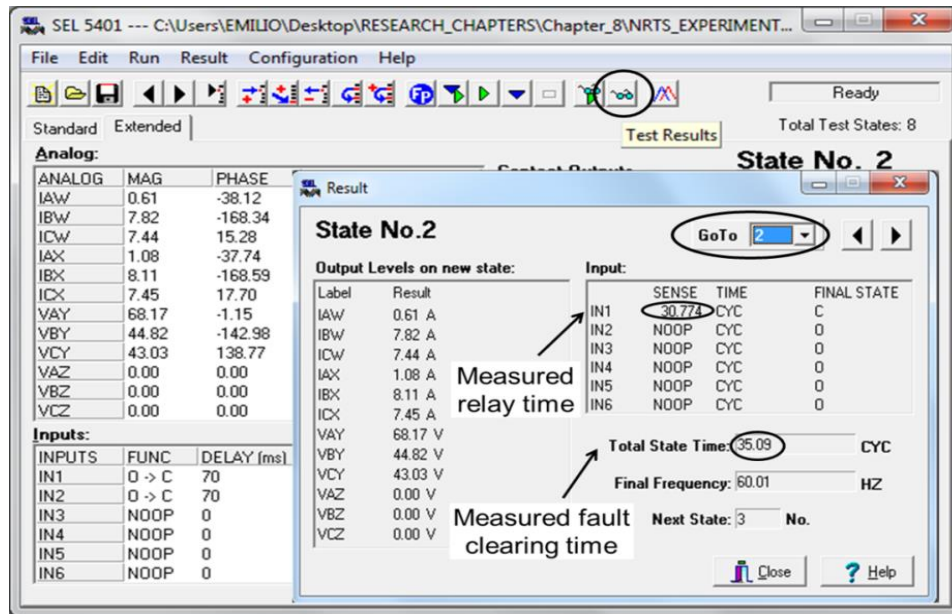 SEL 5401 --- C:\Users\EMILIO\Desktop\RESEARCH_CHAPTERS\Chapter_8\NRTS_EXPERIMENT...
File Edit Run Result Configuration Help
Ready
Standard Extended
Test Results
Total Test States: 8
Analog:
State No. 2
ANALOG MAG PHASE
IAW 0.61 -38.12
IBW 7.82 -168.34
ICW 7.44 15.28
IAX 1.08 -37.74
IBX 8.11 -168.59
ICX 7.45 17.70
VAY 68.17 -1.15
VBY 44.82 -142.98
VCY 43.03 138.77
VAZ 0.00 0.00
VBZ 0.00 0.00
VCZ 0.00 0.00
Inputs:
INPUTS FUNC DELAY (ms)
IN1 O -> C 70
IN2 O -> C 70
IN3 NOOP 0
IN4 NOOP 0
IN5 NOOP 0
IN6 NOOP 0
Result
State No.2
GoTo 2
Output Levels on new state:
Label Result
IAW 0.61 A
IBW 7.82 A
ICW 7.44 A
IAX 1.08 A
IBX 8.11 A
ICX 7.45 A
VAY 68.17 V
VBY 44.82 V
VCY 43.03 V
VAZ 0.00 V
VBZ 0.00 V
VCZ 0.00 V
Input:
SENSE TIME FINAL STATE
IN1 30.774 CYC C
IN2 NOOP CYC O
IN3 NOOP CYC O
IN4 NOOP CYC O
IN5 NOOP CYC O
IN6 NOOP CYC O
Measured
relay time
Total State Time: 35.09 CYC
Final Frequency: 60.01 HZ
Next State: 3 No.
Measured fault
clearing time
Close
? Help